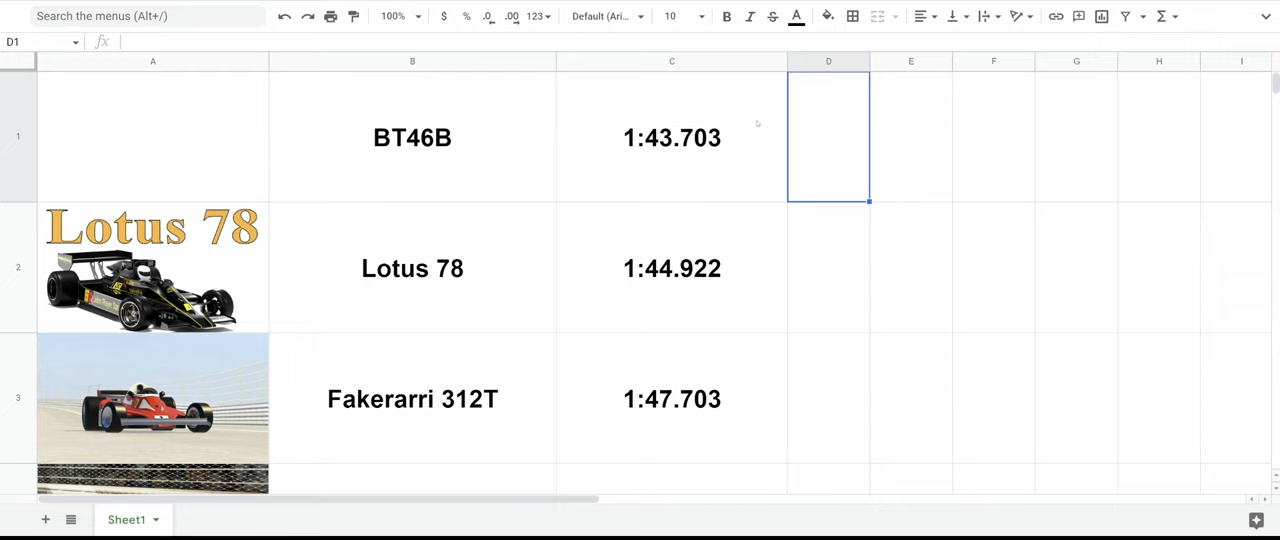 Search the menus (Alt+/)
100%
$
%
.0
.00
123
Default (Ari...
10
B
I
S
A
D1
fx
A
B
C
D
E
F
G
H
I
1
BT46B
1:43.703
Lotus 78
2
Lotus 78
1:44.922
3
Fakerarri 312T
1:47.703
Sheet1